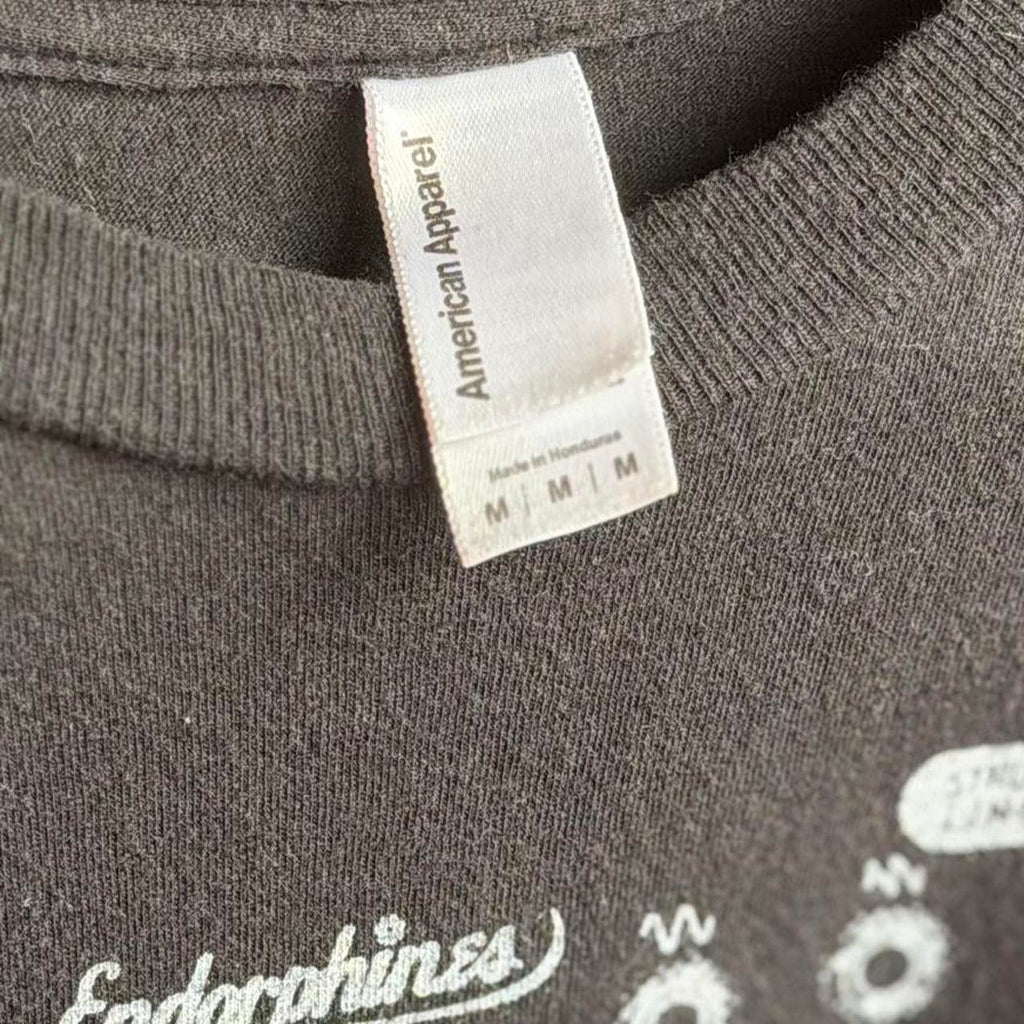 American Apparel
Made in Honduras
M | M | M
Endorphines